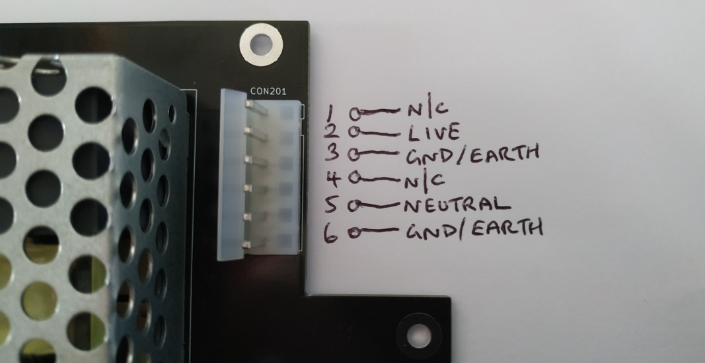 CON201
1 N/C
2 LIVE
3 GND/EARTH
4 N/C
5 NEUTRAL
6 GND/EARTH